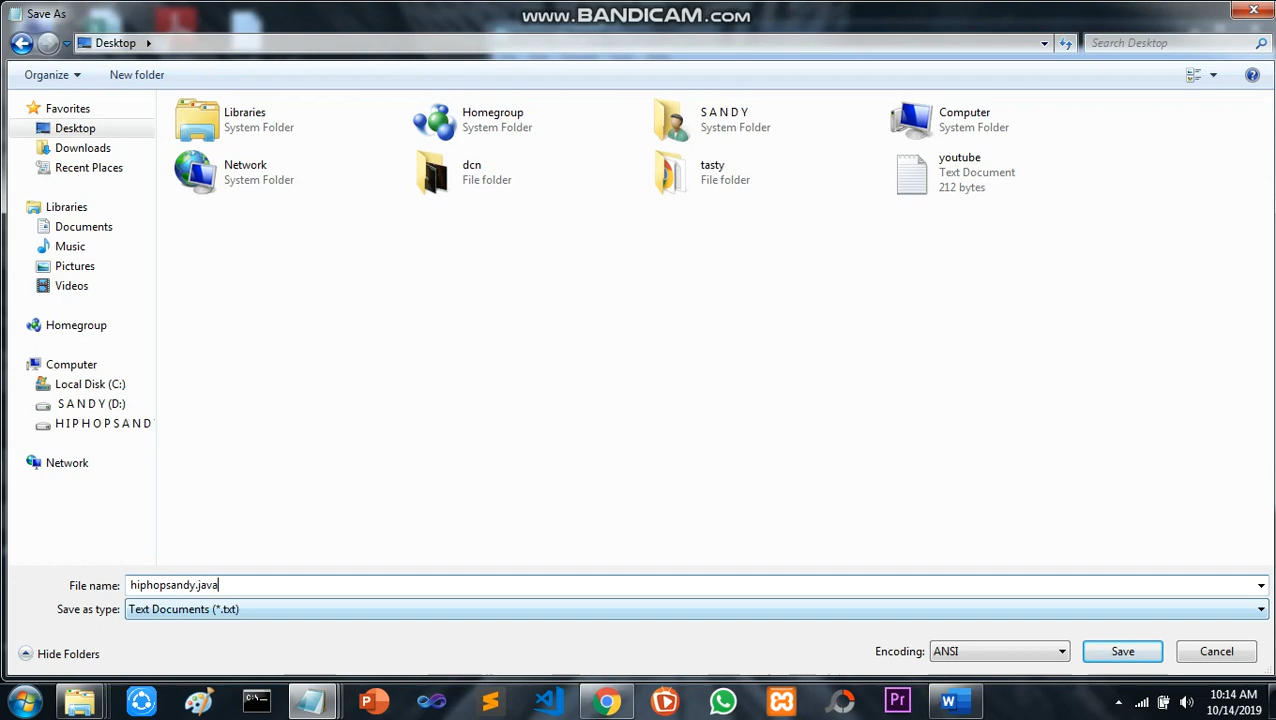 Save As
www.BANDICAM.com
Desktop
Search Desktop
Organize
New folder
Favorites
Desktop
Downloads
Recent Places
Libraries
Documents
Music
Pictures
Videos
Homegroup
Computer
Local Disk (C:)
S A N D Y (D:)
H I P H O P S A N D Y
Network
Libraries
System Folder
Homegroup
System Folder
S A N D Y
System Folder
Computer
System Folder
Network
System Folder
dcn
File folder
tasty
File folder
youtube
Text Document
212 bytes
File name: hiphopsandy.java
Save as type: Text Documents (*.txt)
Hide Folders
Encoding: ANSI
Save
Cancel
10:14 AM
10/14/2019